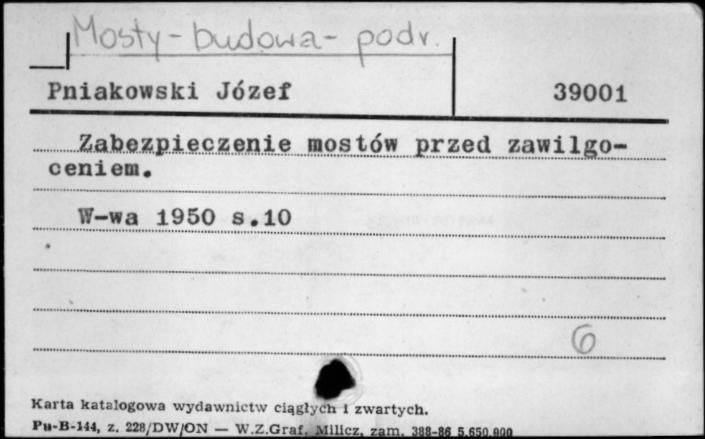 Mosty - budowa - podr.
Pniakowski Józef 39001
Zabezpieczenie mostów przed zawilgo-
ceniem.
W-wa 1950 s.10
6
Karta katalogowa wydawnictw ciągłych i zwartych.
Pu-B-144, z. 228/DW/ON — W.Z.Graf. Milicz, zam. 388-86 5.650.000